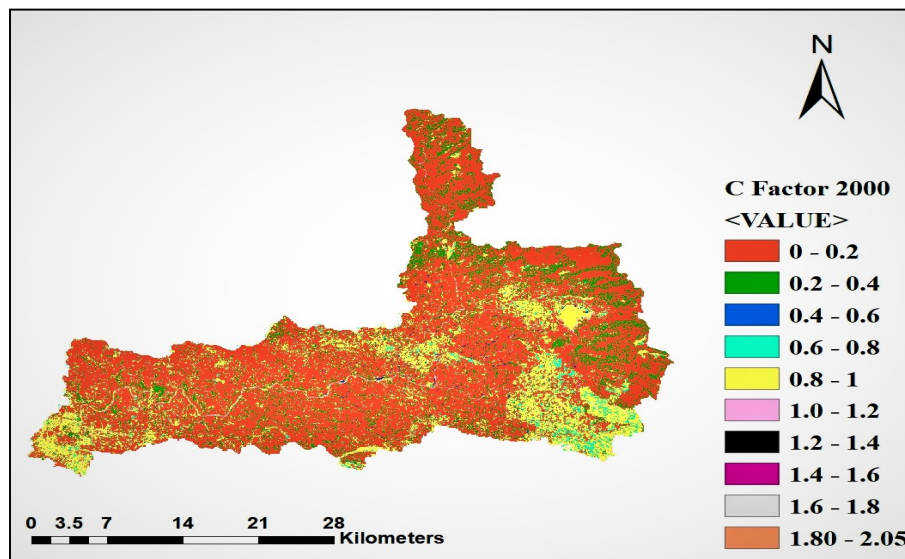 N
C Factor 2000
<VALUE>
0 - 0.2
0.2 - 0.4
0.4 - 0.6
0.6 - 0.8
0.8 - 1
1.0 - 1.2
1.2 - 1.4
1.4 - 1.6
1.6 - 1.8
1.80 - 2.05
0 3.5 7 14 21 28
Kilometers